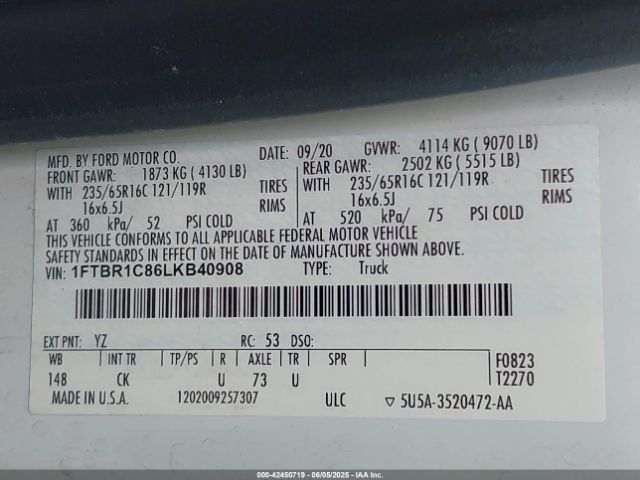 MFD. BY FORD MOTOR CO. DATE: 09/20 GVWR: 4114 KG ( 9070 LB)
FRONT GAWR: 1873 KG ( 4130 LB) REAR GAWR: 2502 KG ( 5515 LB)
WITH 235/65R16C 121/119R TIRES WITH 235/65R16C 121/119R TIRES
16x6.5J RIMS 16x6.5J RIMS
AT 360 kPa/ 52 PSI COLD AT 520 kPa/ 75 PSI COLD
THIS VEHICLE CONFORMS TO ALL APPLICABLE FEDERAL MOTOR VEHICLE
SAFETY STANDARDS IN EFFECT ON THE DATE OF MANUFACTURE SHOWN ABOVE.
VIN: 1FTBR1C86LKB40908 TYPE: Truck
EXT PNT: YZ RC: 53 DSO:
WB INT TR TP/PS R AXLE TR SPR F0823
148 CK U 73 U T2270
MADE IN U.S.A. 1202009257307 ULC ▽ 5U5A-3520472-AA
000-42450719 - 06/05/2025 - IAA, Inc.